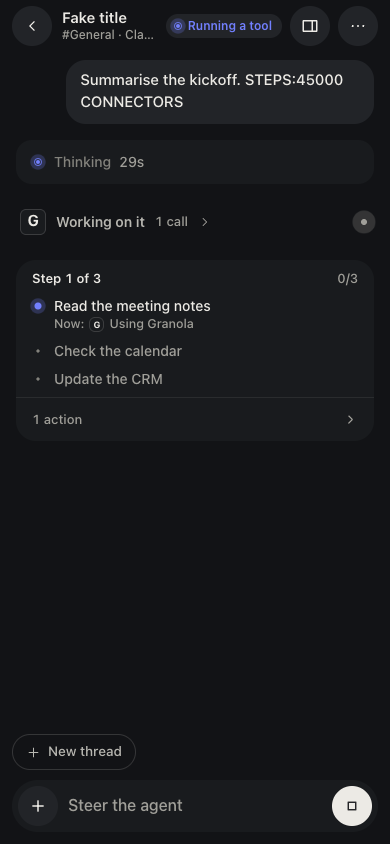 Fake title
#General · Cla...
Running a tool
Summarise the kickoff. STEPS:45000
CONNECTORS
Thinking 29s
G Working on it 1 call
Step 1 of 3 0/3
Read the meeting notes
Now: G Using Granola
Check the calendar
Update the CRM
1 action
New thread
Steer the agent